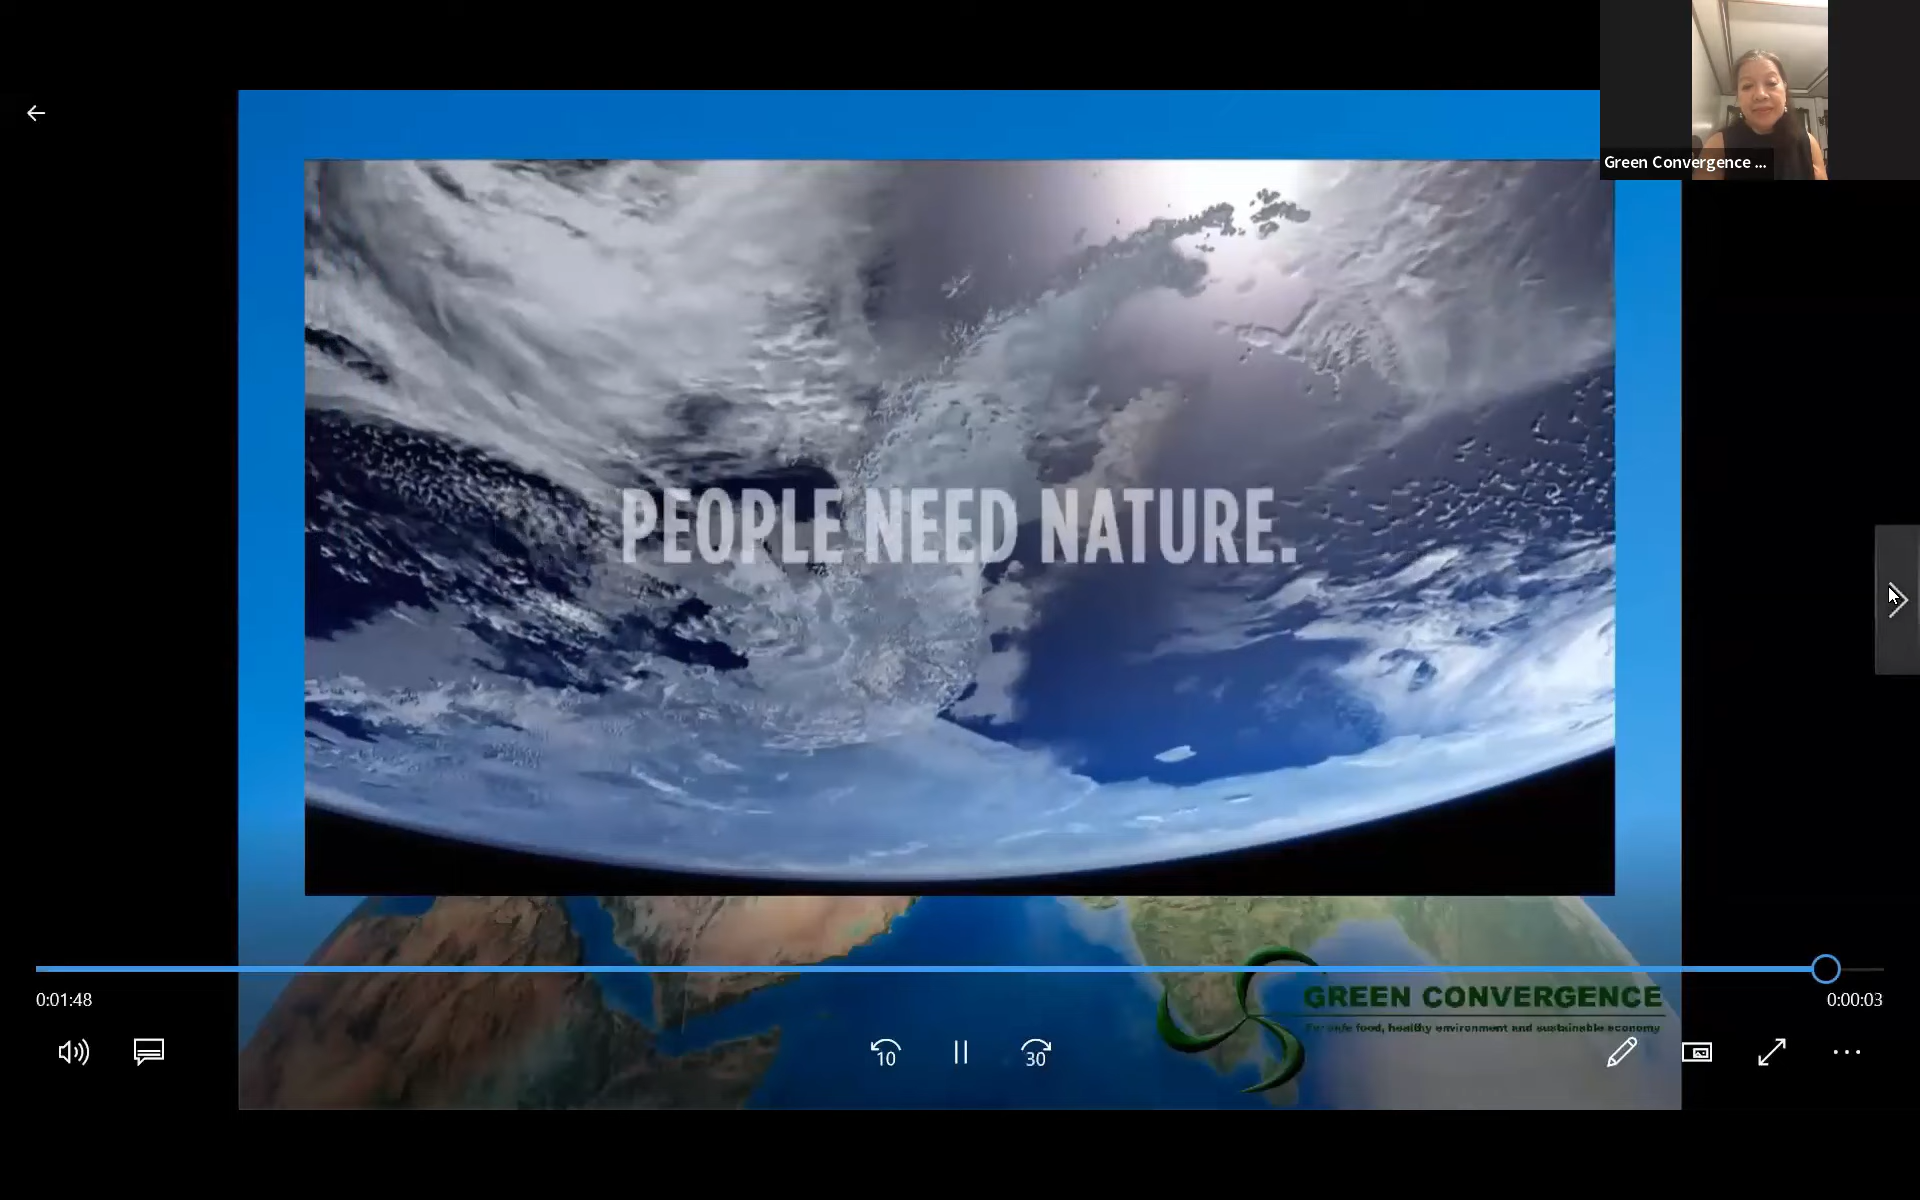 Green Convergence ...
PEOPLE NEED NATURE.
GREEN CONVERGENCE
For safe food, healthy environment and sustainable economy
0:01:48
0:00:03
10
30